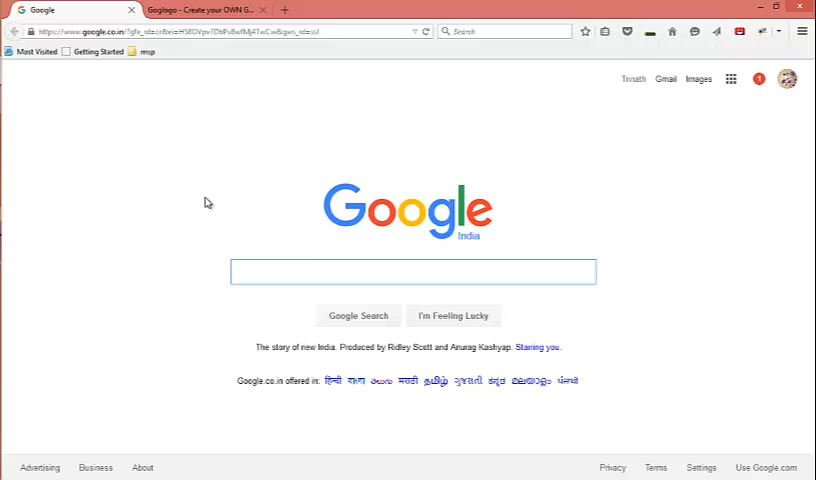 Google
Goglogo - Create your OWN G...
https://www.google.co.in/?gfe_rd=cr&ei=
Search
Most Visited Getting Started msp
Trinath Gmail Images 1
Google
India
Google Search I'm Feeling Lucky
The story of new India. Produced by Ridley Scott and Anurag Kashyap. Starring you.
Google.co.in offered in: हिन्दी বাংলা తెలుగు मराठी தமிழ் ગુજરાતી ಕನ್ನಡ മലയാളം ਪੰਜਾਬੀ
Advertising Business About Privacy Terms Settings Use Google.com